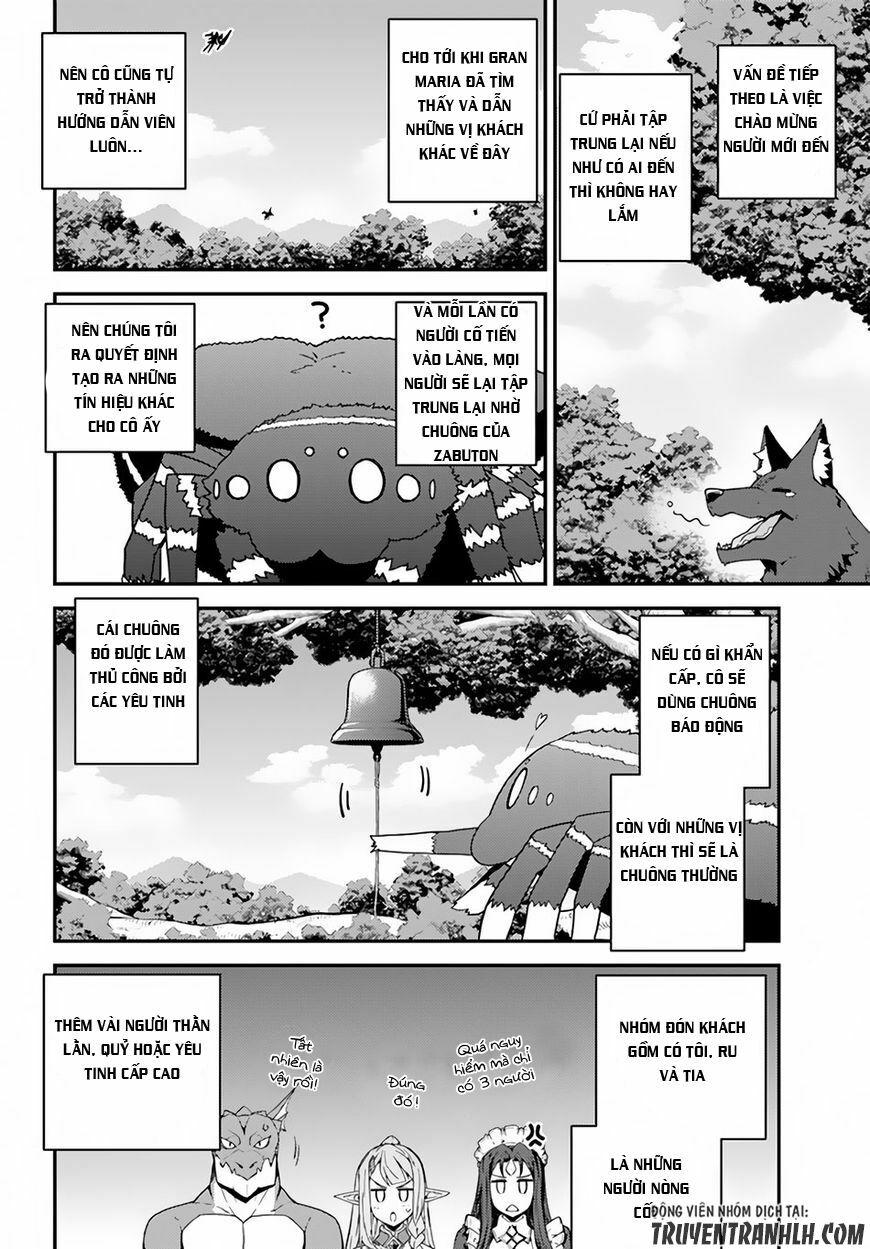 VẤN ĐỀ TIẾP
THEO LÀ VIỆC
CHÀO MỪNG
NGƯỜI MỚI ĐẾN
CỨ PHẢI TẬP
TRUNG LẠI NẾU
NHƯ CÓ AI ĐẾN
THÌ KHÔNG HAY
LẮM
CHO TỚI KHI GRAN
MARIA ĐÃ TÌM
THẤY VÀ DẪN
NHỮNG VỊ KHÁCH
KHÁC VỀ ĐÂY
NÊN CÔ CŨNG TỰ
TRỞ THÀNH
HƯỚNG DẪN VIÊN
LUÔN...
VÀ MỖI LẦN CÓ
NGƯỜI CỐ TIẾN
VÀO LÀNG, MỌI
NGƯỜI SẼ LẠI TẬP
TRUNG LẠI NHỜ
CHUÔNG CỦA
ZABUTON
?
NÊN CHÚNG TÔI
RA QUYẾT ĐỊNH
TẠO RA NHỮNG
TÍN HIỆU KHÁC
CHO CÔ ẤY
NẾU CÓ GÌ KHẨN
CẤP, CÔ SẼ
DÙNG CHUÔNG
BÁO ĐỘNG
CÒN VỚI NHỮNG VỊ
KHÁCH THÌ SẼ LÀ
CHUÔNG THƯỜNG
CÁI CHUÔNG
ĐÓ ĐƯỢC LÀM
THỦ CÔNG BỞI
CÁC YÊU TINH
NHÓM ĐÓN KHÁCH
GỒM CÓ TÔI, RU
VÀ TIA
LÀ NHỮNG
NGƯỜI NÒNG
CỐ
Quá nguy
hiểm mà chỉ
có 3 người
Đúng
đó!
Tất
nhiên là
vậy rồi!
THÊM VÀI NGƯỜI THẰN
LẰN, QUỶ HOẶC YÊU
TINH CẤP CAO
ĐỘNG VIÊN NHÓM DỊCH TẠI:
TRUYENTRANHLH.COM